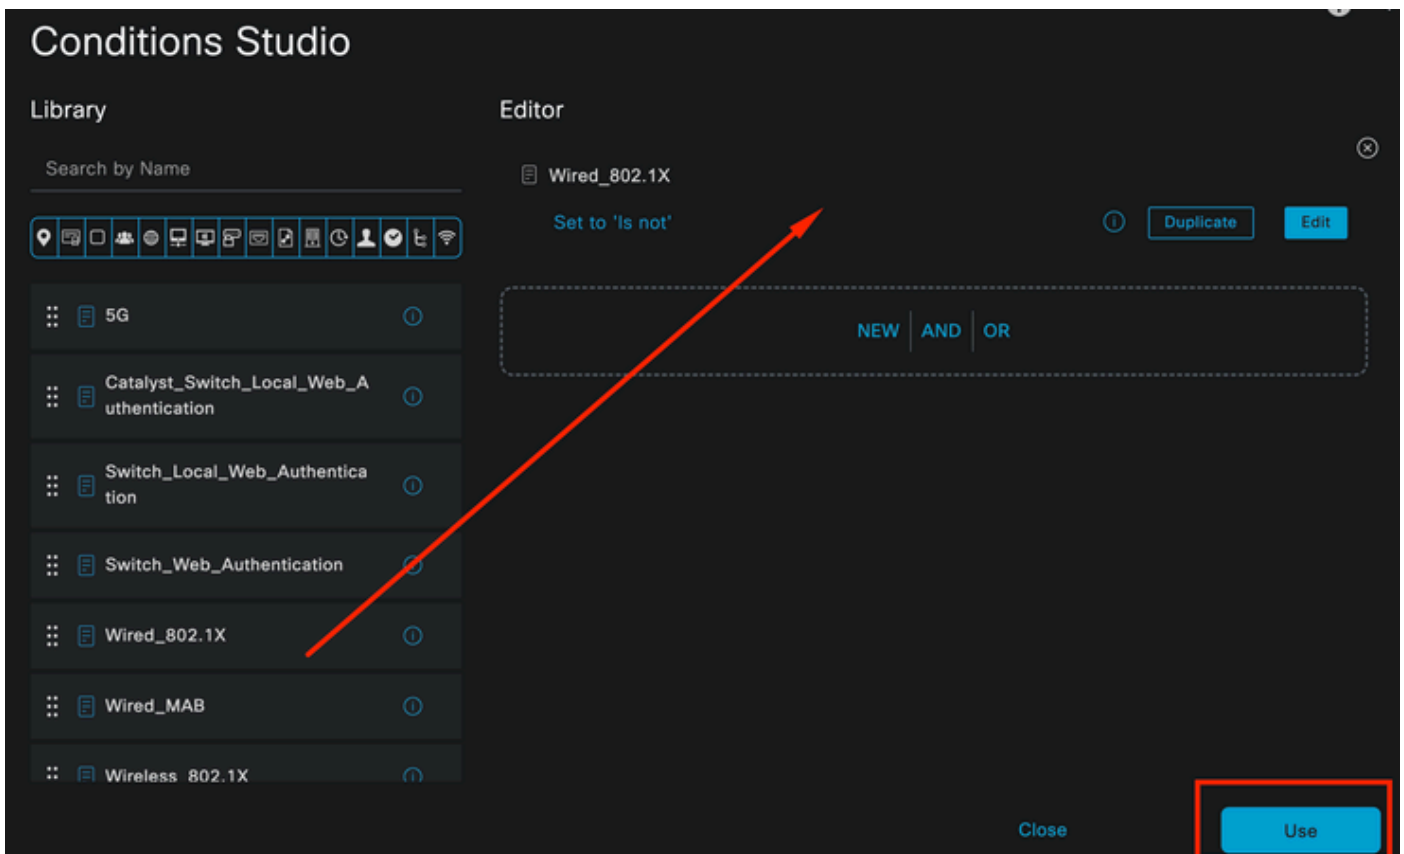 Conditions Studio
Library
Search by Name
5G
Catalyst_Switch_Local_Web_A
uthentication
Switch_Local_Web_Authentica
tion
Switch_Web_Authentication
Wired_802.1X
Wired_MAB
Wireless_802.1X
Editor
Wired_802.1X
Set to 'Is not'
Duplicate
Edit
NEW AND OR
Close
Use